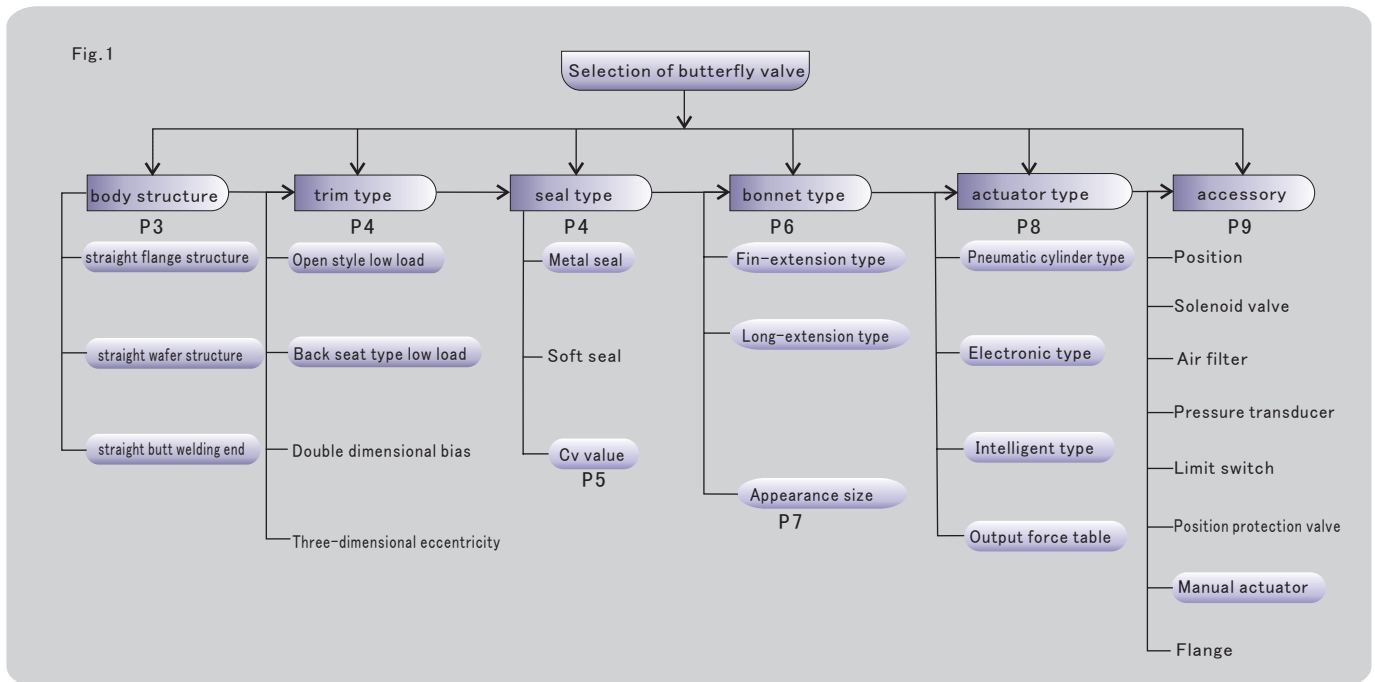 Fig.1
Selection of butterfly valve
body structure
P3
straight flange structure
straight wafer structure
straight butt welding end
trim type
P4
Open style low load
Back seat type low load
Double dimensional bias
Three-dimensional eccentricity
seal type
P4
Metal seal
Soft seal
Cv value
P5
bonnet type
P6
Fin-extension type
Long-extension type
Appearance size
P7
actuator type
P8
Pneumatic cylinder type
Electronic type
Intelligent type
Output force table
accessory
P9
Position
Solenoid valve
Air filter
Pressure transducer
Limit switch
Position protection valve
Manual actuator
Flange